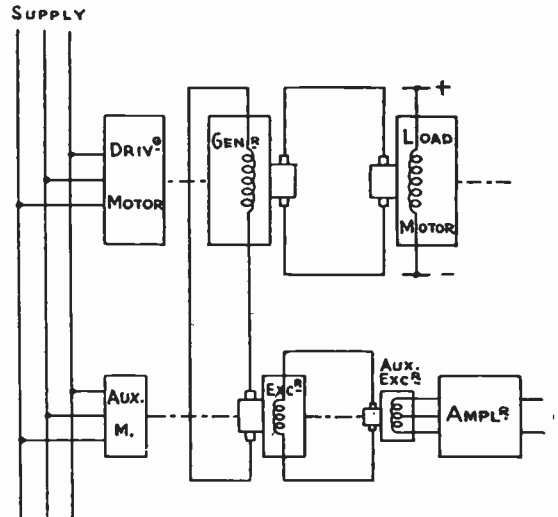 SUPPLY
DRIVG
MOTOR
GENR
LOAD
MOTOR
+
-
AUX.
M.
EXCR
AUX.
EXCR
AMPLR